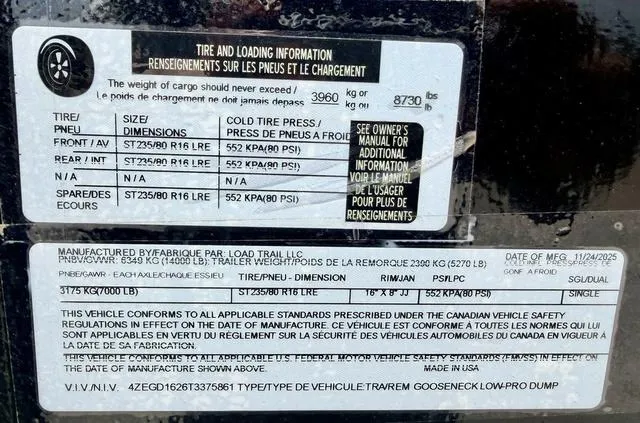 TIRE AND LOADING INFORMATION
RENSEIGNEMENTS SUR LES PNEUS ET LE CHARGEMENT
The weight of cargo should never exceed / 3960 kg or 8730 lbs
Le poids de chargement ne doit jamais depass kg ou lb
TIRE/ SIZE/ COLD TIRE PRESS./
PNEU DIMENSIONS PRESS DE PNEUS A FROID
FRONT / AV ST235/80 R16 LRE 552 KPA(80 PSI)
REAR / INT ST235/80 R16 LRE 552 KPA(80 PSI)
N / A N / A N / A
SPARE/DES ST235/80 R16 LRE 552 KPA(80 PSI)
ECOURS
SEE OWNER'S
MANUAL FOR
ADDITIONAL
INFORMATION
VOIR LE MANUEL
DE L'USAGER
POUR PLUS DE
RENSEIGNEMENTS
MANUFACTURED BY/FABRIQUE PAR: LOAD TRAIL LLC DATE OF MFG 11/24/2025
PNBV/GVWR: 6349 KG (14000 LB); TRAILER WEIGHT/POIDS DE LA REMORQUE 2390 KG (5270 LB)
GONF A FROID
PNBE/GAWR - EACH AXLE/CHAQUE ESSIEU TIRE/PNEU - DIMENSION RIM/JAN PSI/LPC SGL/DUAL
3175 KG(7000 LB) ST235/80 R16 LRE 16" X 8" JJ 552 KPA(80 PSI) SINGLE
THIS VEHICLE CONFORMS TO ALL APPLICABLE STANDARDS PRESCRIBED UNDER THE CANADIAN VEHICLE SAFETY
REGULATIONS IN EFFECT ON THE DATE OF MANUFACTURE. CE VÉHICULE EST CONFORME À TOUTES LES NORMES QUI LUI
SONT APPLICABLES EN VERTU DU RÉGLEMENT SUR LA SÉCURITÉ DES VÉHICULES AUTOMOBILES DU CANADA EN VIGUEUR À
LA DATE DE SA FABRICATION.
THIS VEHICLE CONFORMS TO ALL APPLICABLE U.S. FEDERAL MOTOR VEHICLE SAFETY STANDARDS (FMVSS) IN EFFECT ON
THE DATE OF MANUFACTURE SHOWN ABOVE. MADE IN USA
V.I.V./N.I.V. 4ZEGD1626T3375861 TYPE/TYPE DE VEHICLE:TRA/REM GOOSENECK LOW-PRO DUMP